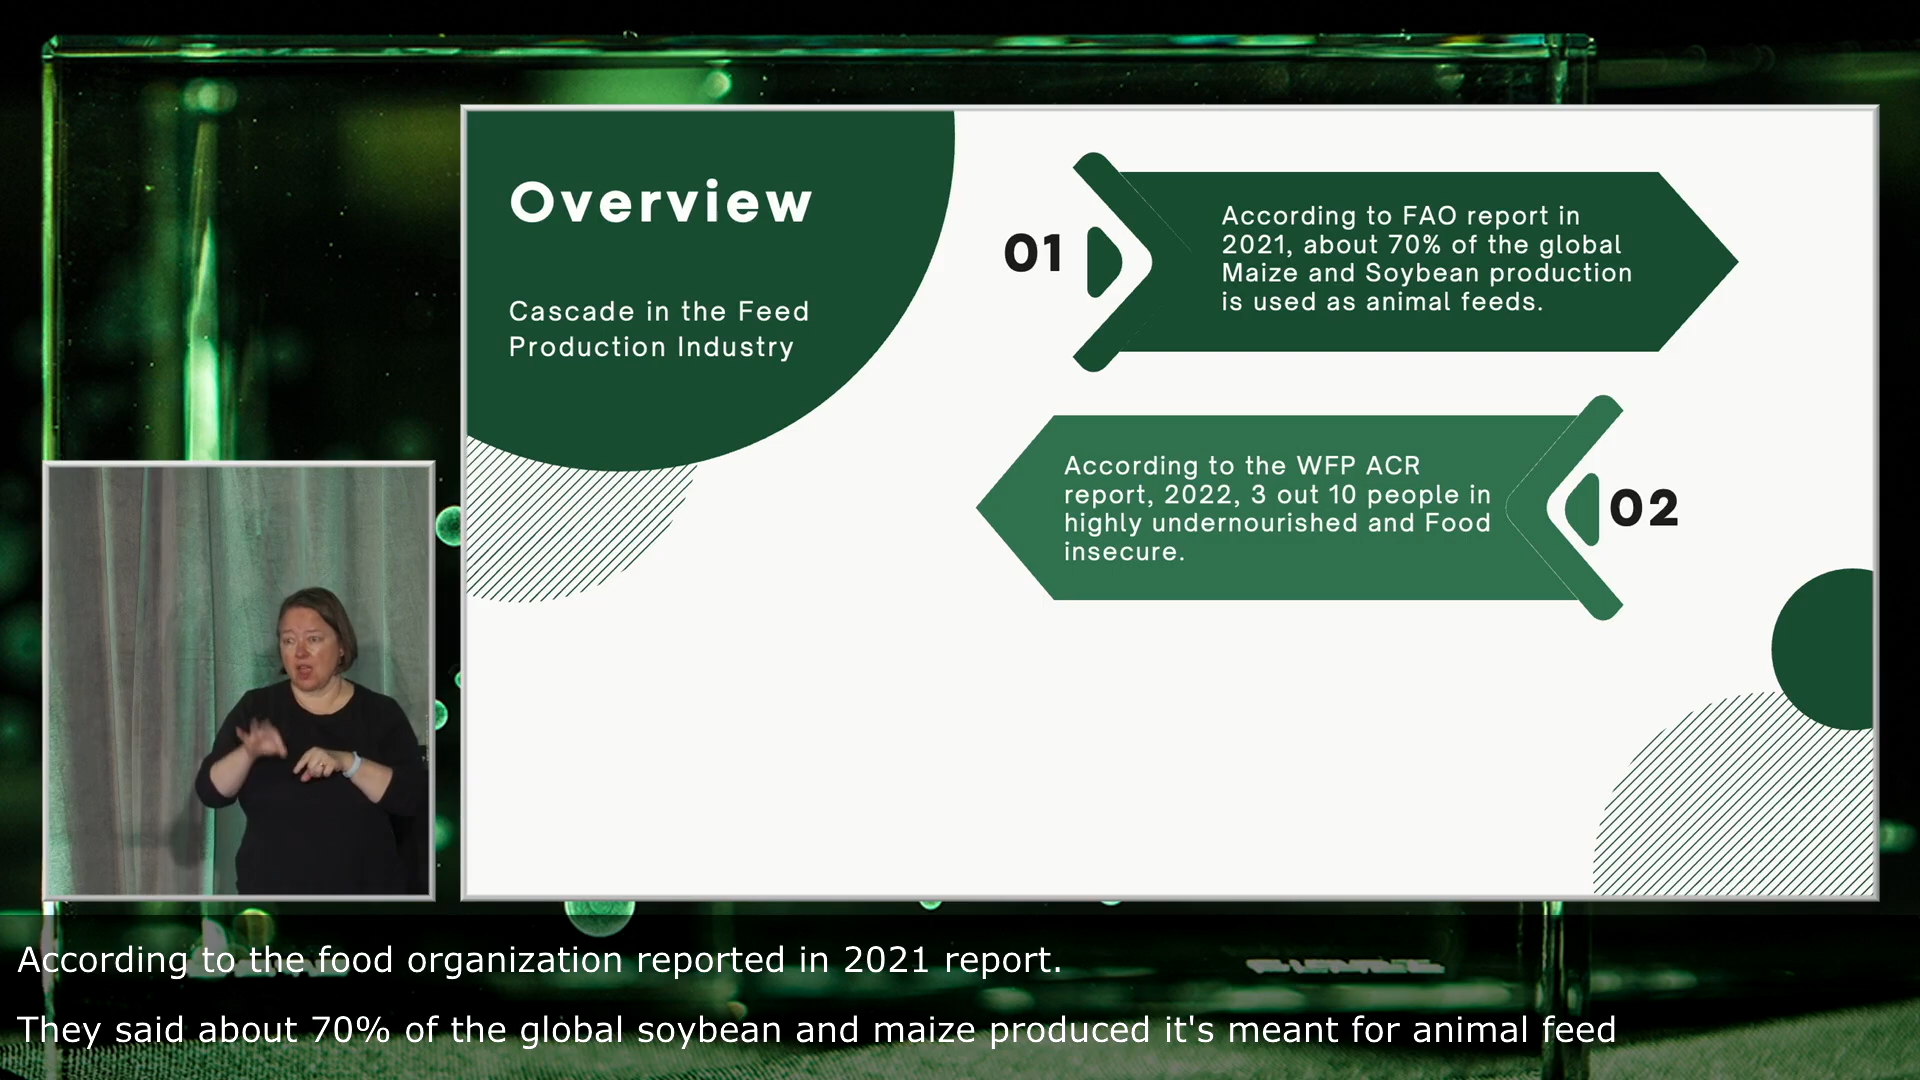 Overview
Cascade in the Feed
Production Industry
01
According to FAO report in
2021, about 70% of the global
Maize and Soybean production
is used as animal feeds.
According to the WFP ACR
report, 2022, 3 out 10 people in
highly undernourished and Food
insecure.
02
According to the food organization reported in 2021 report.
They said about 70% of the global soybean and maize produced it's meant for animal feed